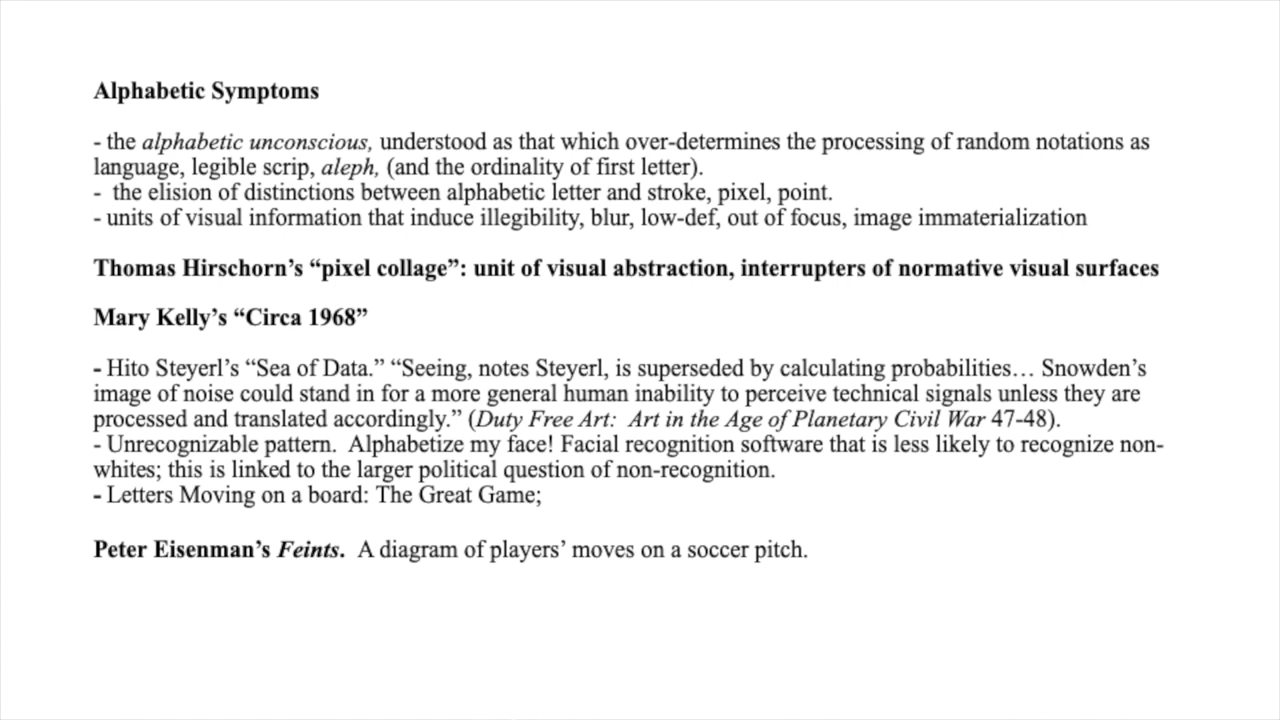 Alphabetic Symptoms
- the alphabetic unconscious, understood as that which over-determines the processing of random notations as
language, legible scrip, aleph, (and the ordinality of first letter).
-  the elision of distinctions between alphabetic letter and stroke, pixel, point.
- units of visual information that induce illegibility, blur, low-def, out of focus, image immaterialization
Thomas Hirschorn’s “pixel collage”: unit of visual abstraction, interrupters of normative visual surfaces
Mary Kelly’s “Circa 1968”
- Hito Steyerl’s “Sea of Data.” “Seeing, notes Steyerl, is superseded by calculating probabilities… Snowden’s
image of noise could stand in for a more general human inability to perceive technical signals unless they are
processed and translated accordingly.” (Duty Free Art:  Art in the Age of Planetary Civil War 47-48).
- Unrecognizable pattern.  Alphabetize my face! Facial recognition software that is less likely to recognize non-
whites; this is linked to the larger political question of non-recognition.
- Letters Moving on a board: The Great Game;
Peter Eisenman’s Feints.  A diagram of players’ moves on a soccer pitch.